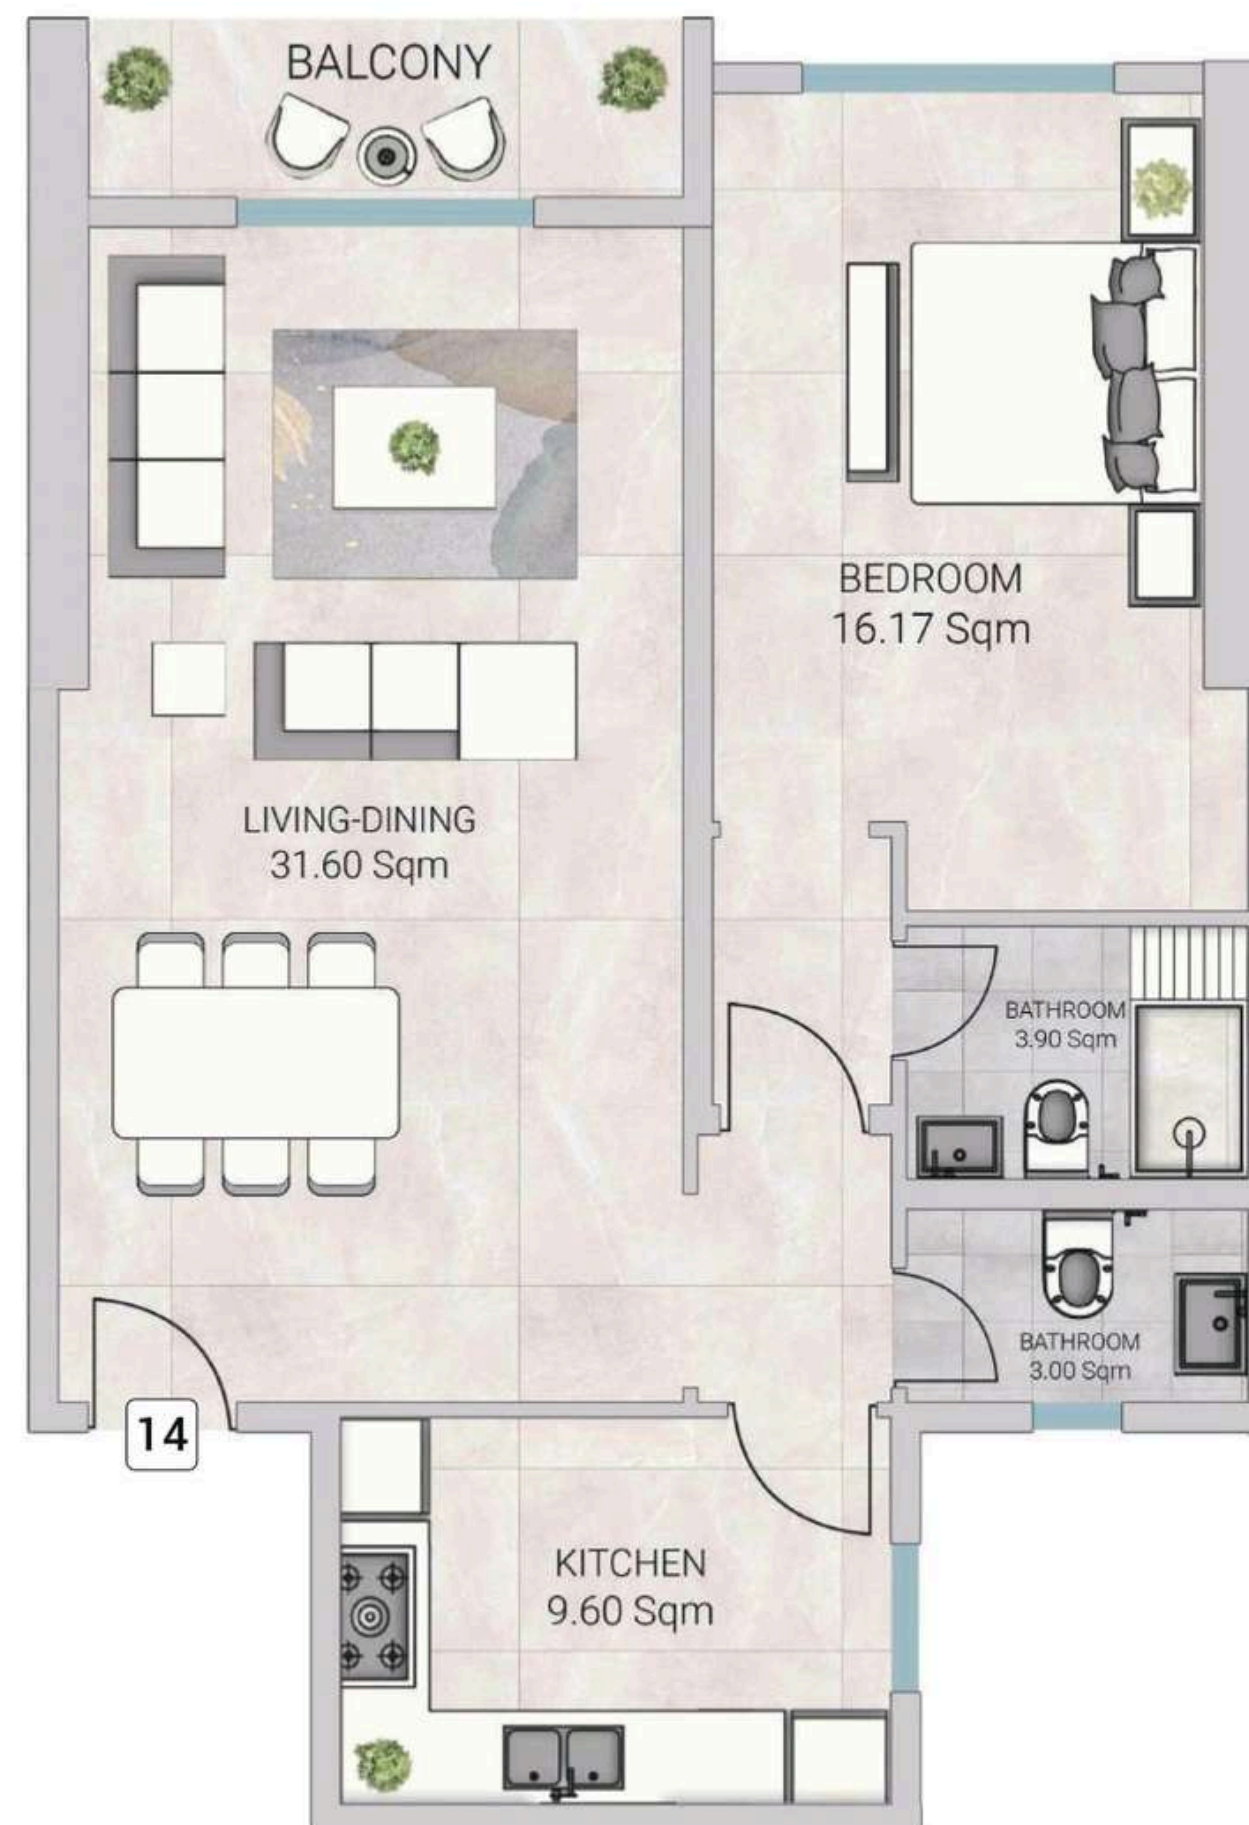 BALCONY
BEDROOM
16.17 Sqm
LIVING-DINING
31.60 Sqm
BATHROOM
3.90 Sqm
BATHROOM
3.00 Sqm
14
KITCHEN
9.60 Sqm